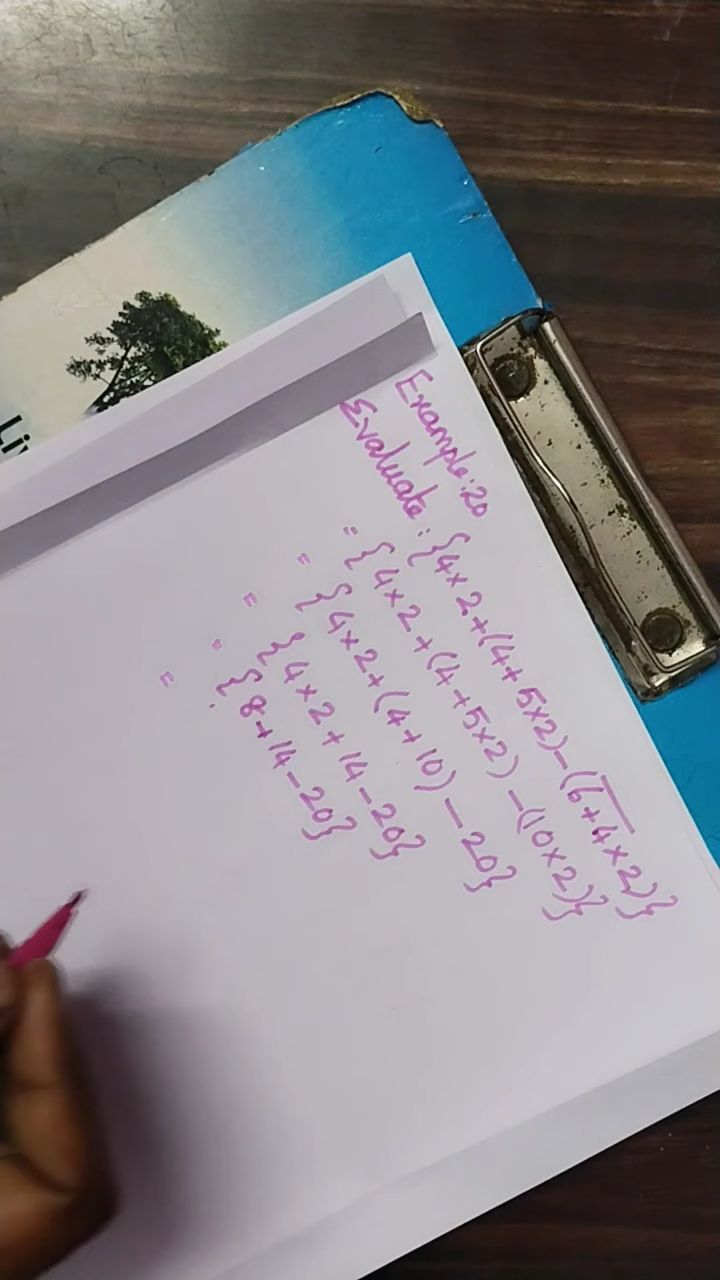 Example:20
Evaluate : {4×2+(4+5×2)-(6+4̅×2)}
= {4×2+(4+5×2)-(10×2)}
= {4×2+(4+10)-20}
= {4×2+14-20}
= {8+14-20}
=